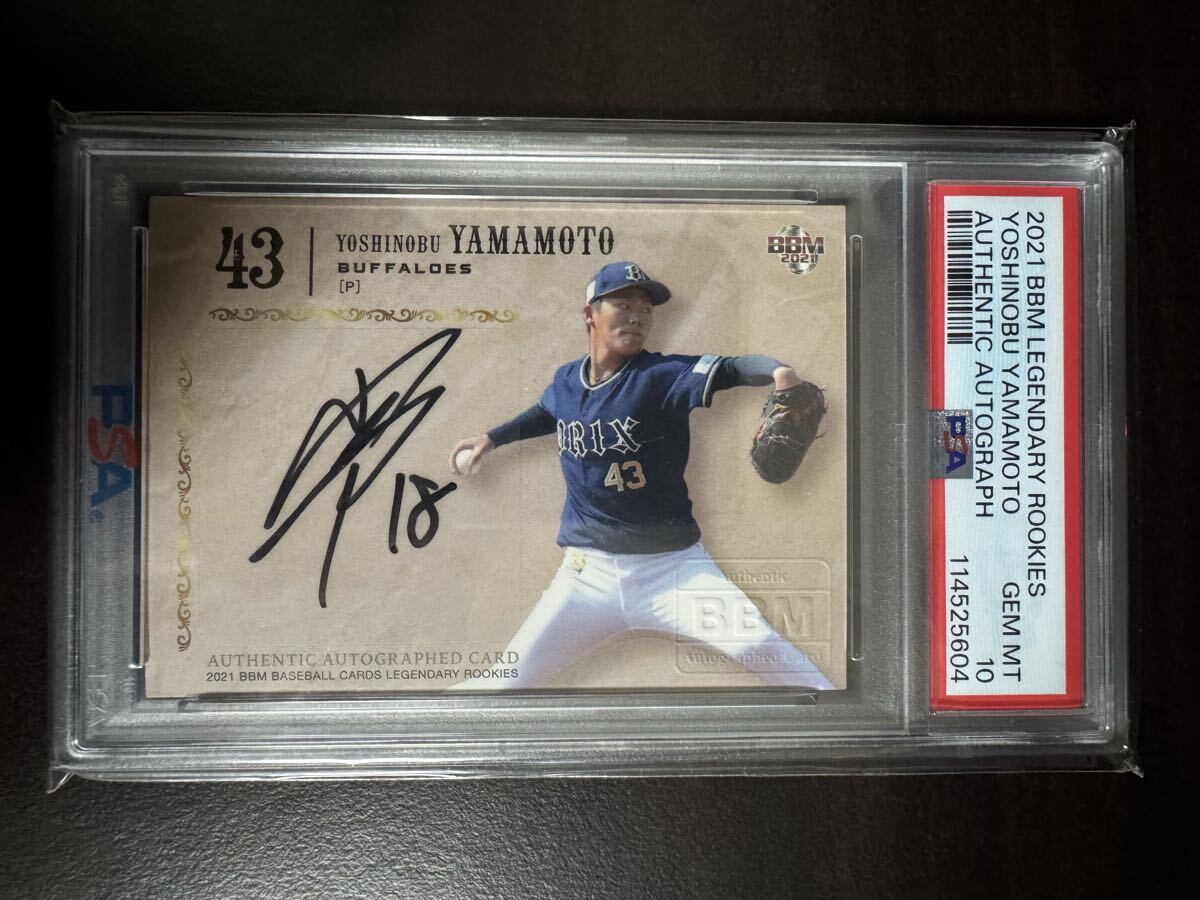 43
YOSHINOBU YAMAMOTO
BUFFALOES
[P]
BBM
2021
ORIX
43
18
AUTHENTIC AUTOGRAPHED CARD
2021 BBM BASEBALL CARDS LEGENDARY ROOKIES
Authentic
BBM
Autographed Card
PSA
2021 BBM LEGENDARY ROOKIES
YOSHINOBU YAMAMOTO GEM MT
AUTHENTIC AUTOGRAPH 10
PSA 114525604